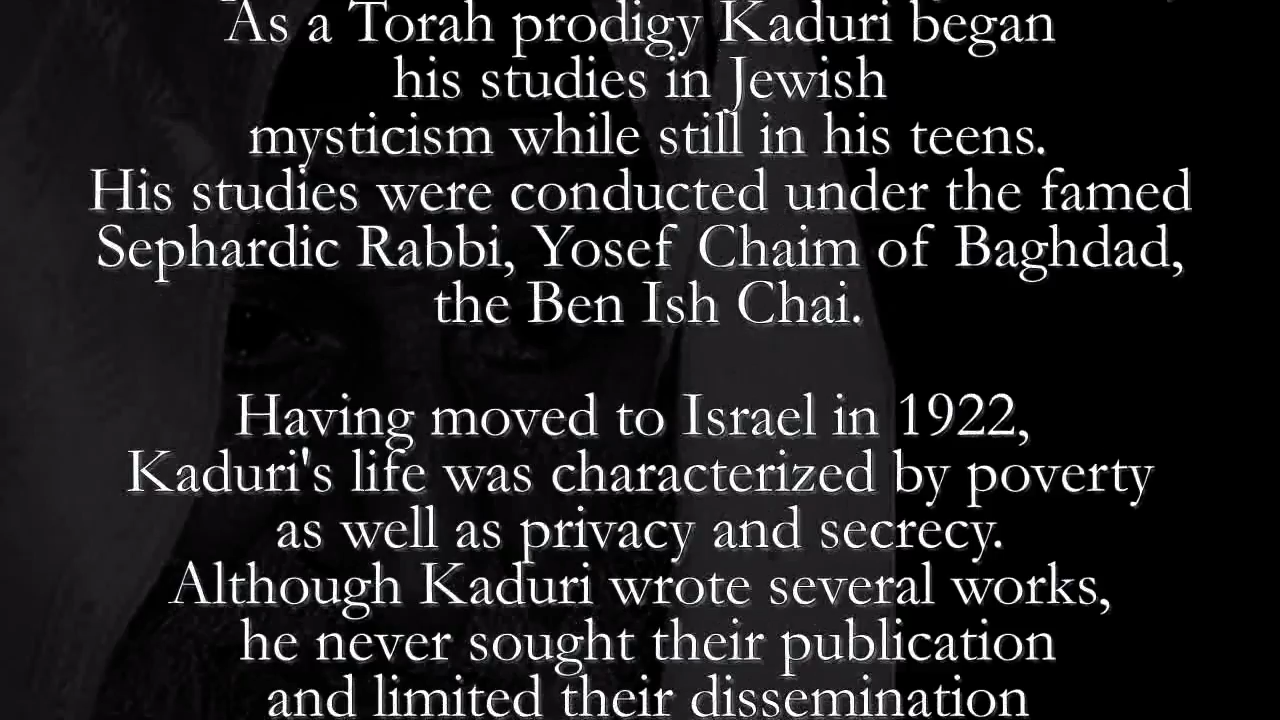 As a Torah prodigy Kaduri began
his studies in Jewish
mysticism while still in his teens.
His studies were conducted under the famed
Sephardic Rabbi, Yosef Chaim of Baghdad,
the Ben Ish Chai.
Having moved to Israel in 1922,
Kaduri's life was characterized by poverty
as well as privacy and secrecy.
Although Kaduri wrote several works,
he never sought their publication
and limited their dissemination